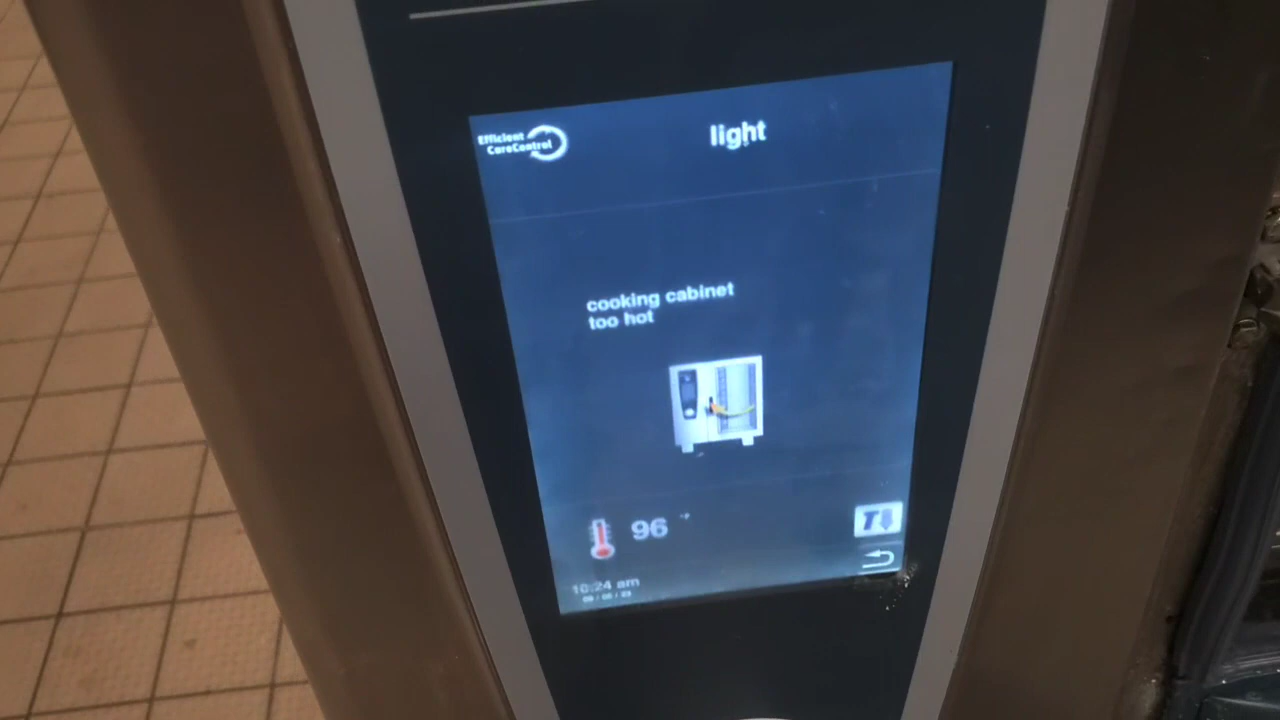 Efficient
CareControl
light
cooking cabinet
too hot
96 °F
T
10:24 am